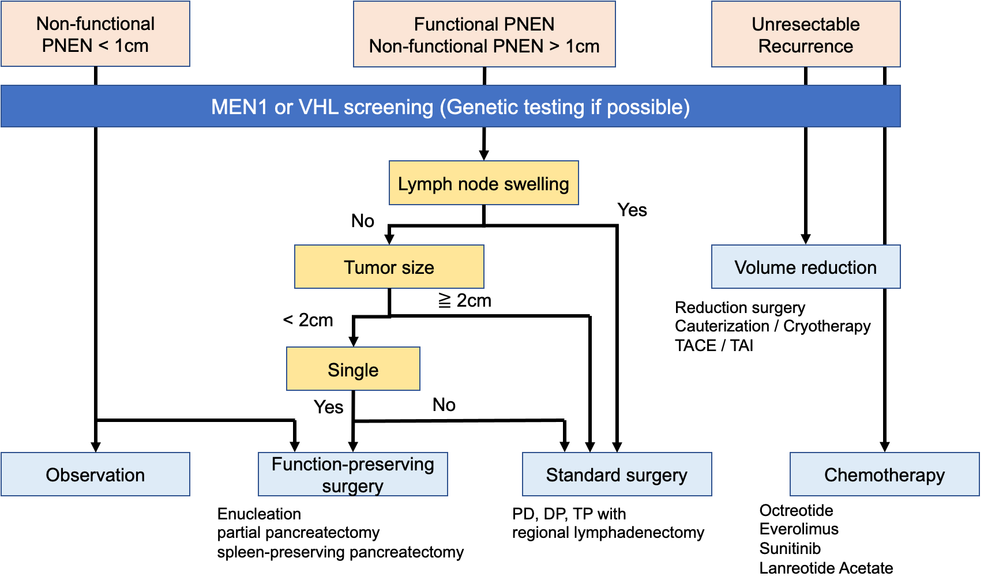 Non-functional
PNEN < 1cm
Functional PNEN
Non-functional PNEN > 1cm
Unresectable
Recurrence
MEN1 or VHL screening (Genetic testing if possible)
Lymph node swelling
No
Yes
Tumor size
Volume reduction
≧ 2cm
< 2cm
Reduction surgery
Cauterization / Cryotherapy
TACE / TAI
Single
Yes
No
Observation
Function-preserving
surgery
Standard surgery
Chemotherapy
Enucleation
partial pancreatectomy
spleen-preserving pancreatectomy
PD, DP, TP with
regional lymphadenectomy
Octreotide
Everolimus
Sunitinib
Lanreotide Acetate